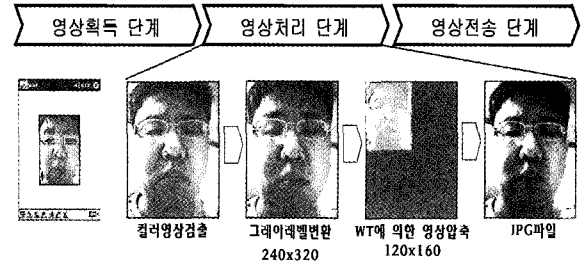 영상획득 단계
영상처리 단계
영상전송 단계
컬러영상검출
그레이레벨변환
WT에 의한 영상압축
JPG파일
240x320
120x160